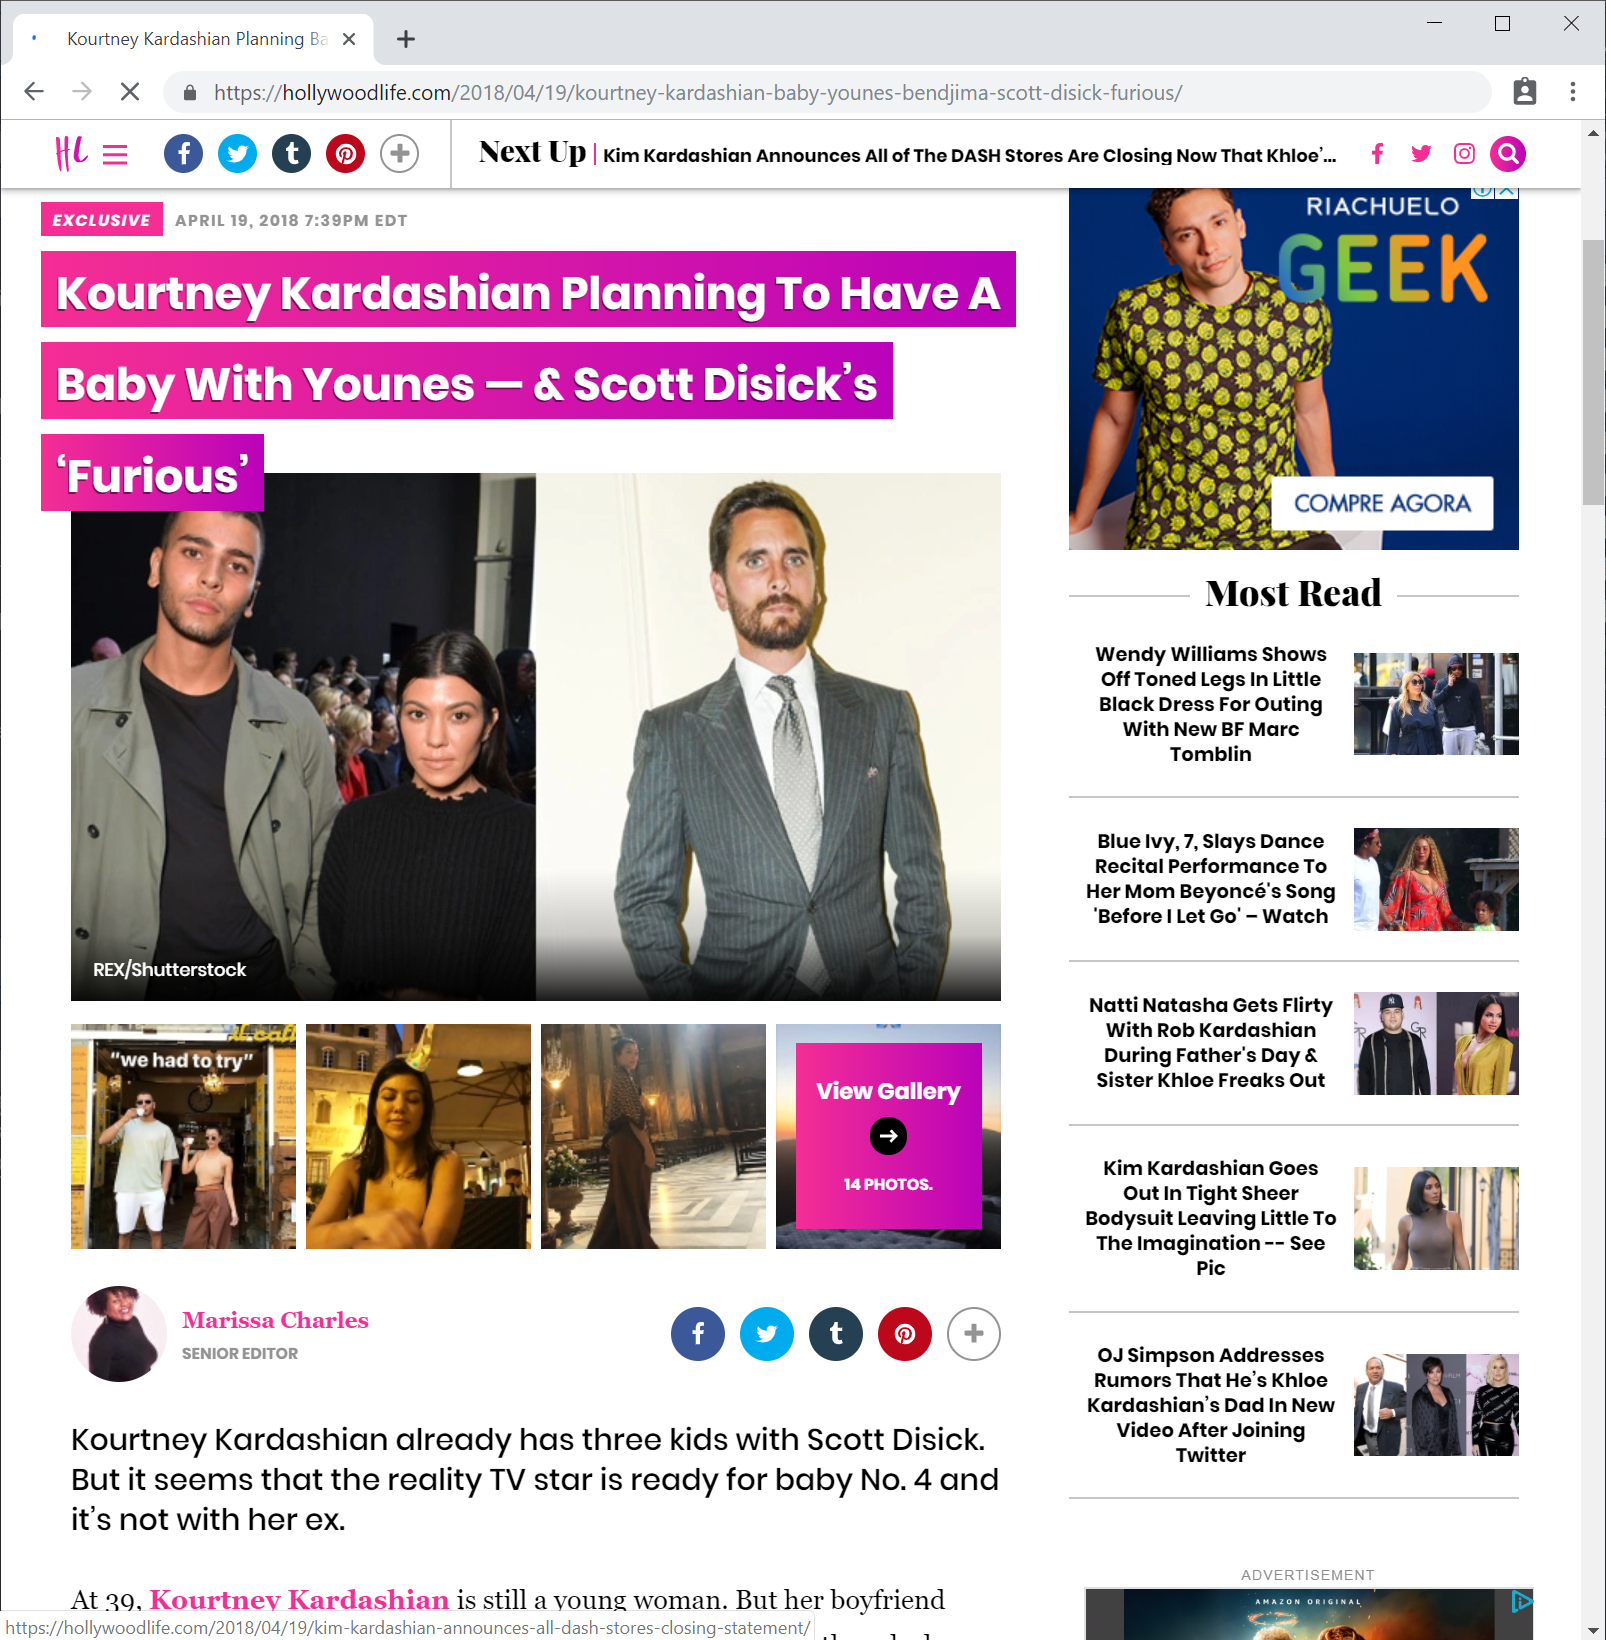 Kourtney Kardashian Planning Ba
https://hollywoodlife.com/2018/04/19/kourtney-kardashian-baby-younes-bendjima-scott-disick-furious/
HL
Next Up | Kim Kardashian Announces All of The DASH Stores Are Closing Now That Khloe’...
EXCLUSIVE APRIL 19, 2018 7:39PM EDT
Kourtney Kardashian Planning To Have A
Baby With Younes — & Scott Disick’s
‘Furious’
REX/Shutterstock
"we had to try"
View Gallery
14 PHOTOS.
Marissa Charles
SENIOR EDITOR
Kourtney Kardashian already has three kids with Scott Disick.
But it seems that the reality TV star is ready for baby No. 4 and
it’s not with her ex.
At 39, Kourtney Kardashian is still a young woman. But her boyfriend
https://hollywoodlife.com/2018/04/19/kim-kardashian-announces-all-dash-stores-closing-statement/
RIACHUELO
GEEK
COMPRE AGORA
Most Read
Wendy Williams Shows
Off Toned Legs In Little
Black Dress For Outing
With New BF Marc
Tomblin
Blue Ivy, 7, Slays Dance
Recital Performance To
Her Mom Beyoncé's Song
'Before I Let Go' – Watch
Natti Natasha Gets Flirty
With Rob Kardashian
During Father's Day &
Sister Khloe Freaks Out
Kim Kardashian Goes
Out In Tight Sheer
Bodysuit Leaving Little To
The Imagination -- See
Pic
OJ Simpson Addresses
Rumors That He’s Khloe
Kardashian’s Dad In New
Video After Joining
Twitter
ADVERTISEMENT
AMAZON ORIGINAL